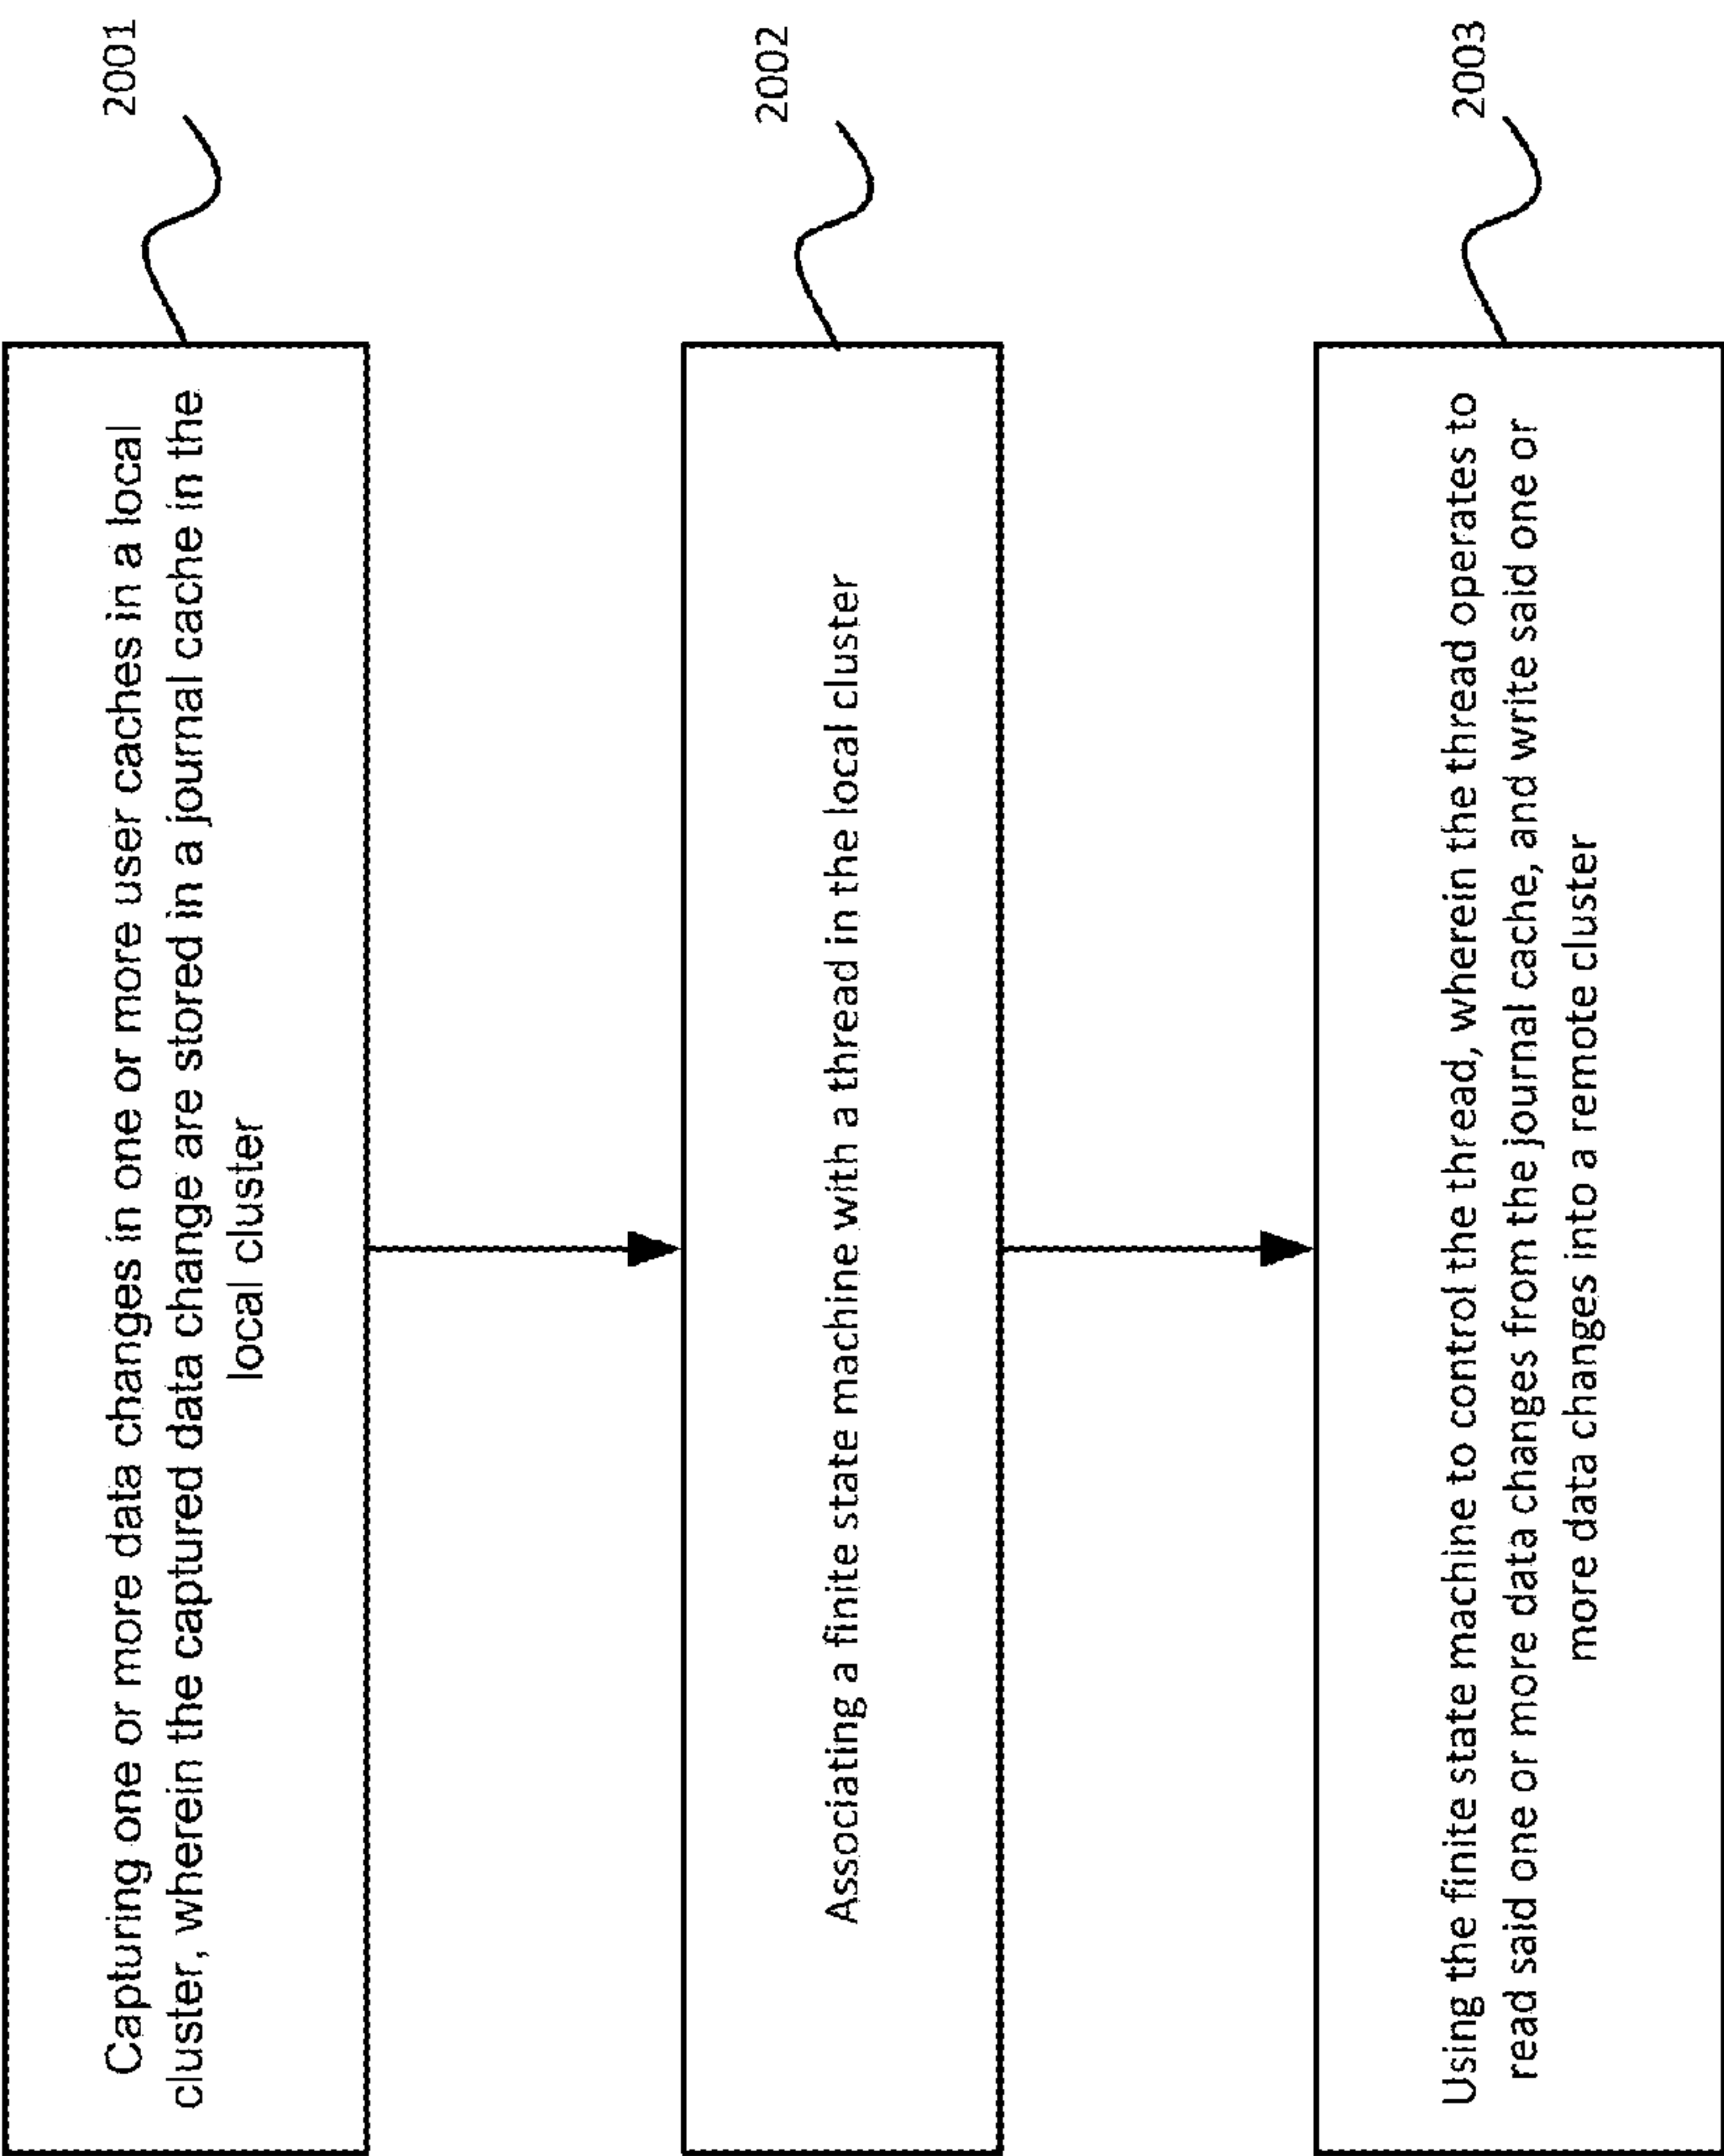 Capturing one or more data changes in one or more user caches in a local
cluster, wherein the captured data change are stored in a journal cache in the
local cluster
2001
Associating a finite state machine with a thread in the local cluster
2002
Using the finite state machine to control the thread, wherein the thread operates to
read said one or more data changes from the journal cache, and write said one or
more data changes into a remote cluster
2003